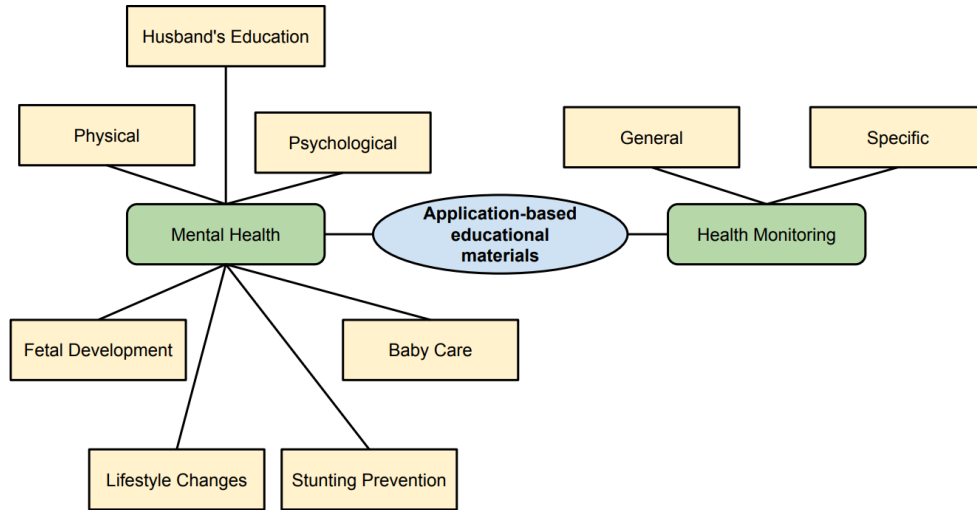 Husband's Education
Physical
Psychological
General
Specific
Mental Health
Application-based
educational
materials
Health Monitoring
Fetal Development
Baby Care
Lifestyle Changes
Stunting Prevention